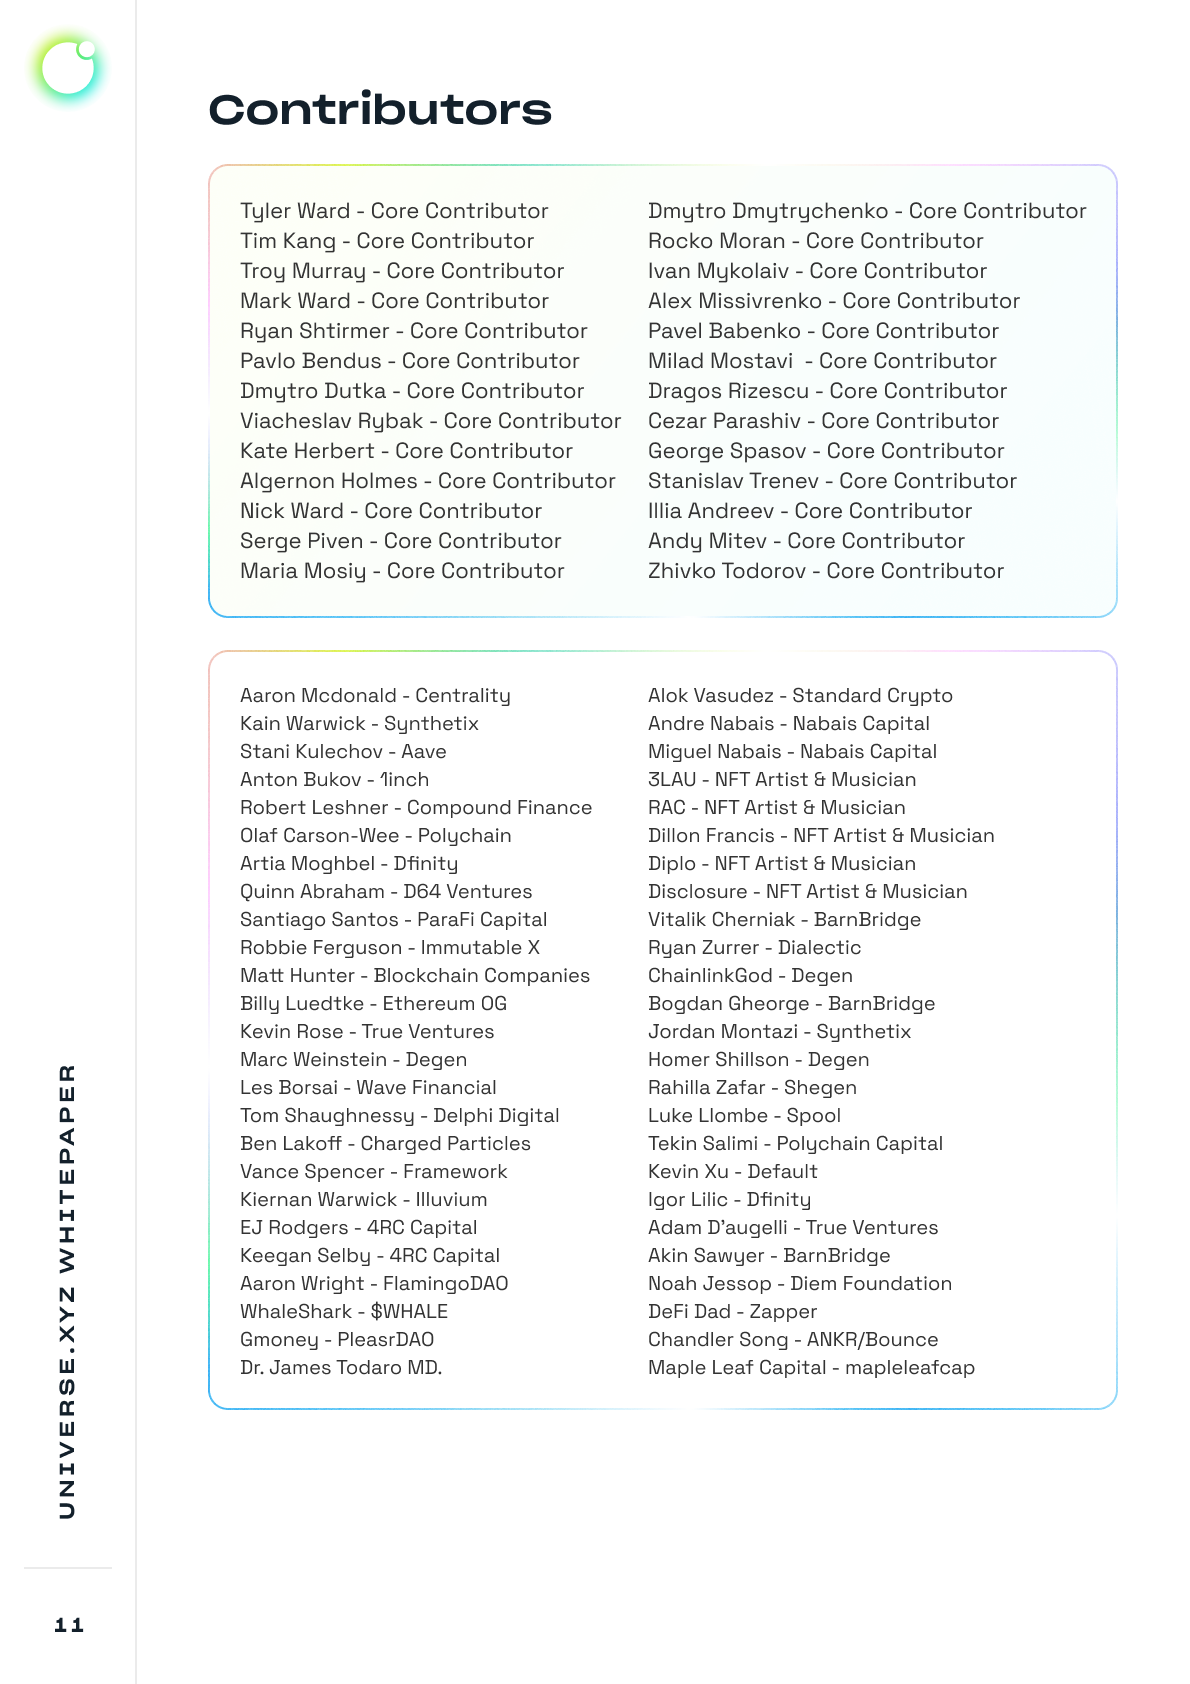 Contributors
Tyler Ward - Core Contributor
Tim Kang - Core Contributor
Troy Murray - Core Contributor
Mark Ward - Core Contributor
Ryan Shtirmer - Core Contributor
Pavlo Bendus - Core Contributor
Dmytro Dutka - Core Contributor
Viacheslav Rybak - Core Contributor
Kate Herbert - Core Contributor
Algernon Holmes - Core Contributor
Nick Ward - Core Contributor
Serge Piven - Core Contributor
Maria Mosiy - Core Contributor
Dmytro Dmytrychenko - Core Contributor
Rocko Moran - Core Contributor
Ivan Mykolaiv - Core Contributor
Alex Missivrenko - Core Contributor
Pavel Babenko - Core Contributor
Milad Mostavi  - Core Contributor
Dragos Rizescu - Core Contributor
Cezar Parashiv - Core Contributor
George Spasov - Core Contributor
Stanislav Trenev - Core Contributor
Illia Andreev - Core Contributor
Andy Mitev - Core Contributor
Zhivko Todorov - Core Contributor
Aaron Mcdonald - Centrality
Kain Warwick - Synthetix
Stani Kulechov - Aave
Anton Bukov - 1inch
Robert Leshner - Compound Finance
Olaf Carson-Wee - Polychain
Artia Moghbel - Dfinity
Quinn Abraham - D64 Ventures
Santiago Santos - ParaFi Capital
Robbie Ferguson - Immutable X
Matt Hunter - Blockchain Companies
Billy Luedtke - Ethereum OG
Kevin Rose - True Ventures
Marc Weinstein - Degen
Les Borsai - Wave Financial
Tom Shaughnessy - Delphi Digital
Ben Lakoff - Charged Particles
Vance Spencer - Framework
Kiernan Warwick - Illuvium
EJ Rodgers - 4RC Capital
Keegan Selby - 4RC Capital
Aaron Wright - FlamingoDAO
WhaleShark - $WHALE
Gmoney - PleasrDAO
Dr. James Todaro MD.
Alok Vasudez - Standard Crypto
Andre Nabais - Nabais Capital
Miguel Nabais - Nabais Capital
3LAU - NFT Artist & Musician
RAC - NFT Artist & Musician
Dillon Francis - NFT Artist & Musician
Diplo - NFT Artist & Musician
Disclosure - NFT Artist & Musician
Vitalik Cherniak - BarnBridge
Ryan Zurrer - Dialectic
ChainlinkGod - Degen
Bogdan Gheorge - BarnBridge
Jordan Montazi - Synthetix
Homer Shillson - Degen
Rahilla Zafar - Shegen
Luke Llombe - Spool
Tekin Salimi - Polychain Capital
Kevin Xu - Default
Igor Lilic - Dfinity
Adam D’augelli - True Ventures
Akin Sawyer - BarnBridge
Noah Jessop - Diem Foundation
DeFi Dad - Zapper
Chandler Song - ANKR/Bounce
Maple Leaf Capital - mapleleafcap
UNIVERSE.XYZ WHITEPAPER
11